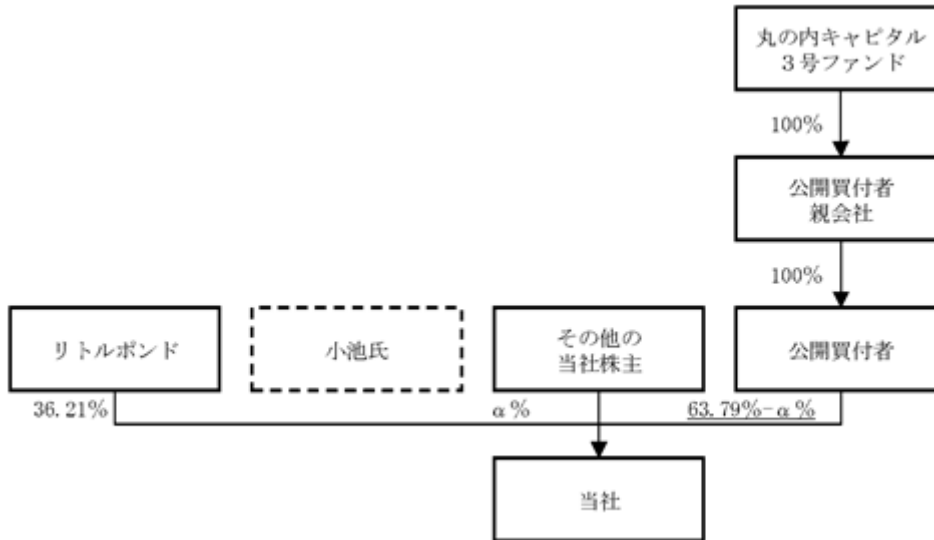 丸の内キャピタル
3号ファンド
100%
公開買付者
親会社
100%
リトルポンド
小池氏
その他の
当社株主
公開買付者
36.21%
α%
63.79%-α%
当社